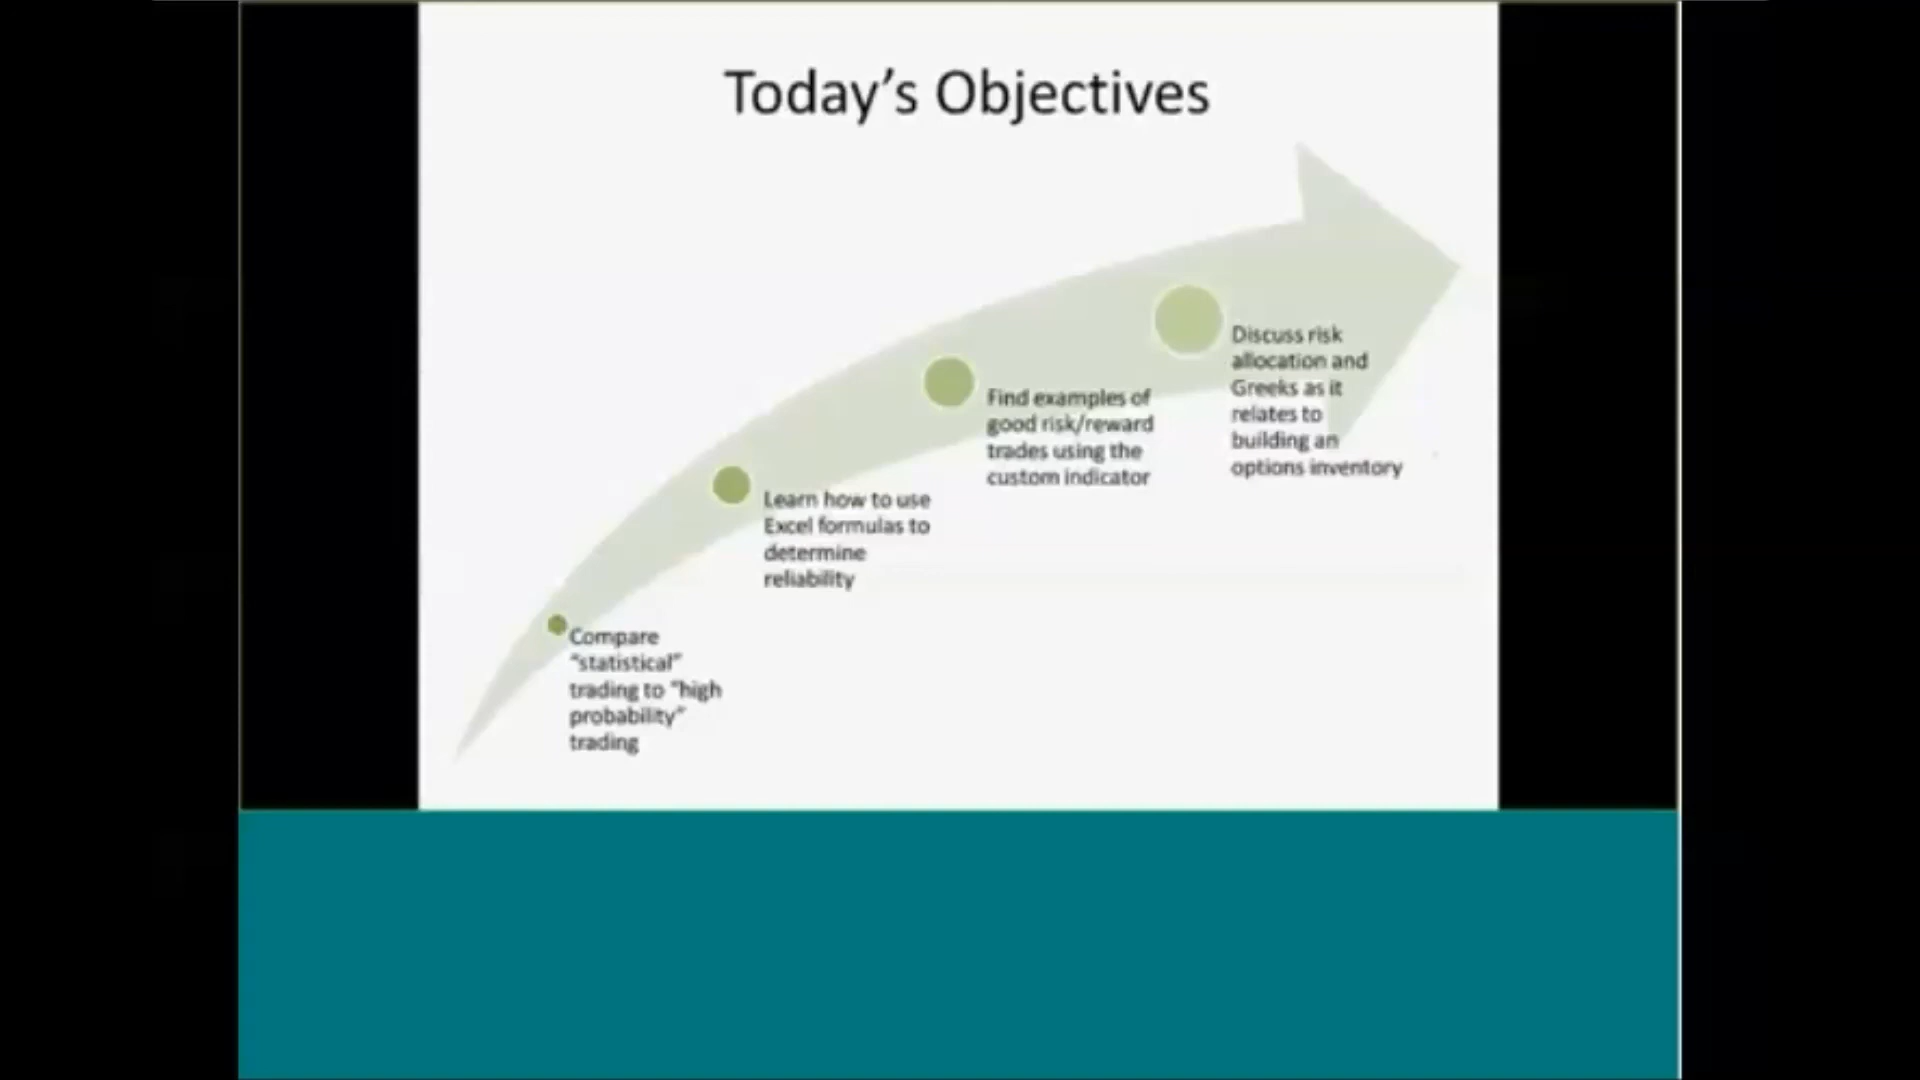 Today’s Objectives
Compare
“statistical”
trading to “high
probability”
trading
Learn how to use
Excel formulas to
determine
reliability
Find examples of
good risk/reward
trades using the
custom indicator
Discuss risk
allocation and
Greeks as it
relates to
building an
options inventory